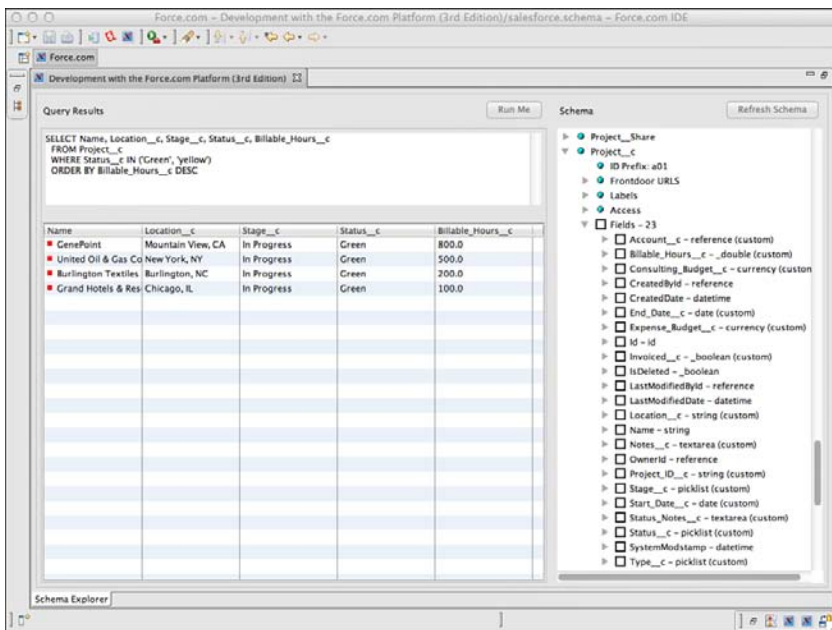 Force.com – Development with the Force.com Platform (3rd Edition)/salesforce.schema – Force.com IDE
Force.com
Development with the Force.com Platform (3rd Edition)
Query Results
Run Me
SELECT Name, Location__c, Stage__c, Status__c, Billable_Hours__c
FROM Project__c
WHERE Status__c IN ('Green', 'yellow')
ORDER BY Billable_Hours__c DESC
Name Location__c Stage__c Status__c Billable_Hours__c
GenePoint Mountain View, CA In Progress Green 800.0
United Oil & Gas Co New York, NY In Progress Green 500.0
Burlington Textiles Burlington, NC In Progress Green 200.0
Grand Hotels & Res Chicago, IL In Progress Green 100.0
Schema
Refresh Schema
Project__Share
Project__c
ID Prefix: a01
Frontdoor URLS
Labels
Access
Fields – 23
Account__c – reference (custom)
Billable_Hours__c – _double (custom)
Consulting_Budget__c – currency (custon
CreatedById – reference
CreatedDate – datetime
End_Date__c – date (custom)
Expense_Budget__c – currency (custom)
Id – id
Invoiced__c – _boolean (custom)
IsDeleted – _boolean
LastModifiedById – reference
LastModifiedDate – datetime
Location__c – string (custom)
Name – string
Notes__c – textarea (custom)
OwnerId – reference
Project_ID__c – string (custom)
Stage__c – picklist (custom)
Start_Date__c – date (custom)
Status_Notes__c – textarea (custom)
Status__c – picklist (custom)
SystemModstamp – datetime
Type__c – picklist (custom)
Schema Explorer